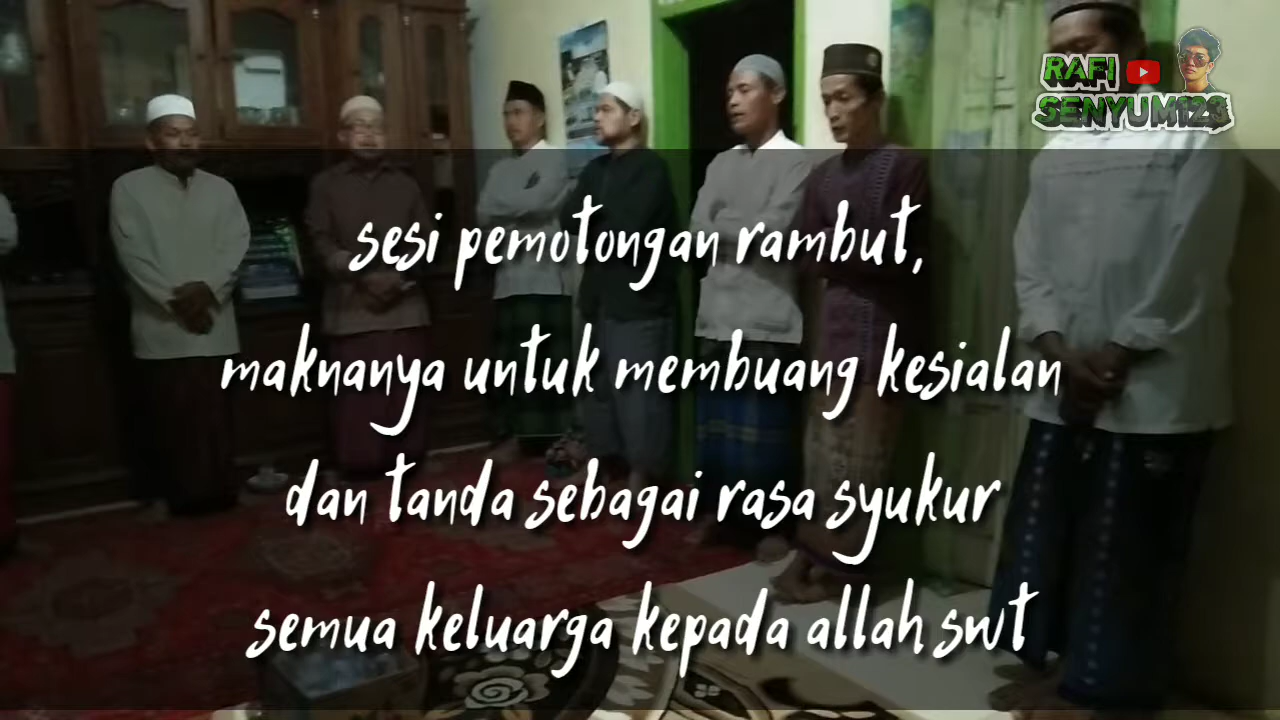 RAFI
SENYUM123
sesi pemotongan rambut,
maknanya untuk membuang kesialan
dan tanda sebagai rasa syukur
semua keluarga kepada allah swt